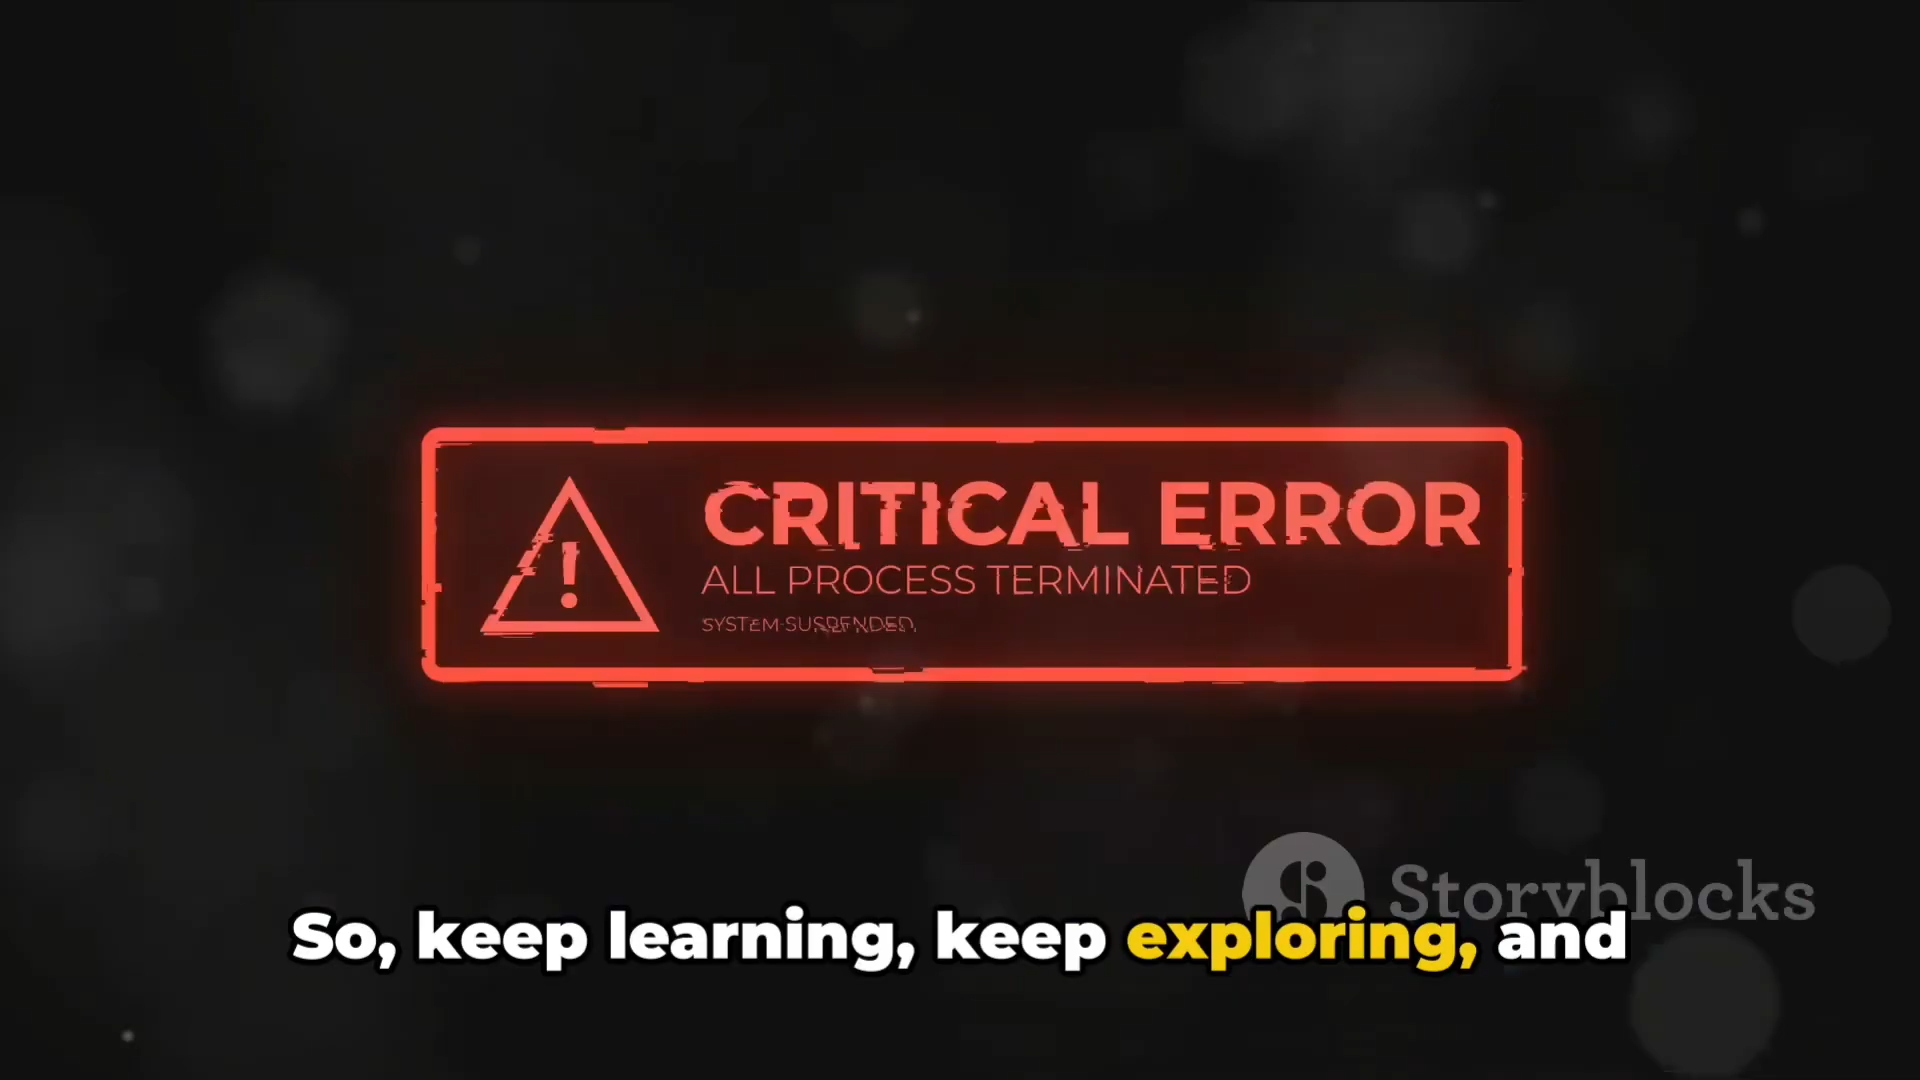 CRITICAL ERROR
ALL PROCESS TERMINATED
SYSTEM SUSPENDED
Storyblocks
So, keep learning, keep exploring, and